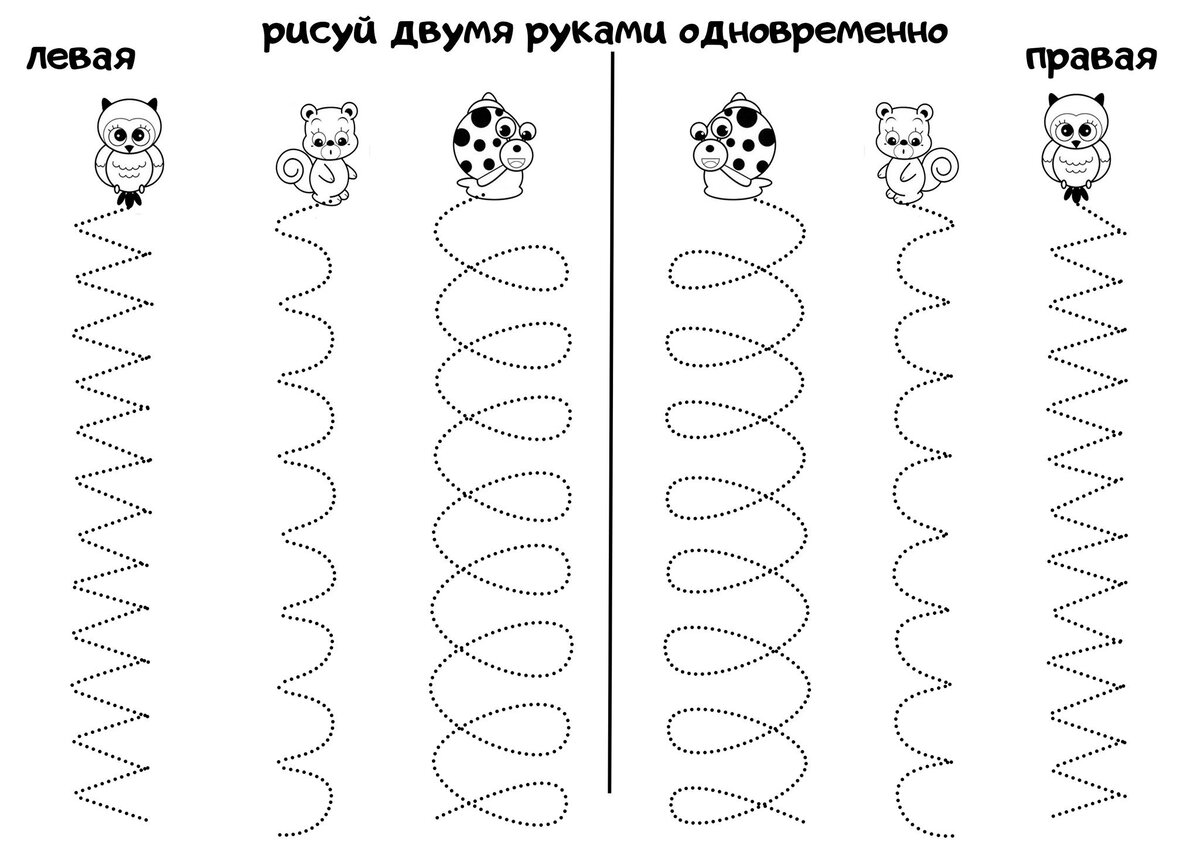 рисуй двумя руками одновременно
левая
правая